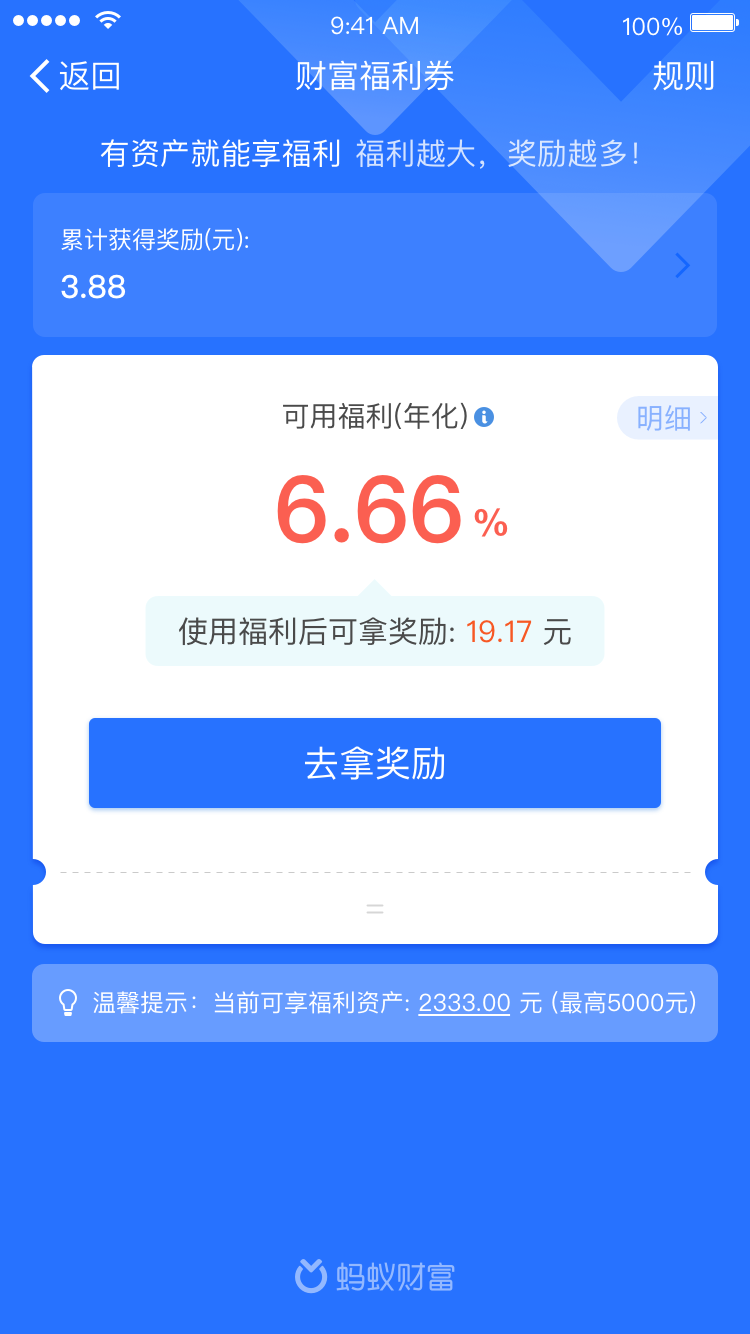 9:41 AM
100%
返回
财富福利券
规则
有资产就能享福利 福利越大，奖励越多！
累计获得奖励(元):
3.88
可用福利(年化)
明细
6.66 %
使用福利后可拿奖励: 19.17 元
去拿奖励
温馨提示：当前可享福利资产: 2333.00 元 (最高5000元)
蚂蚁财富